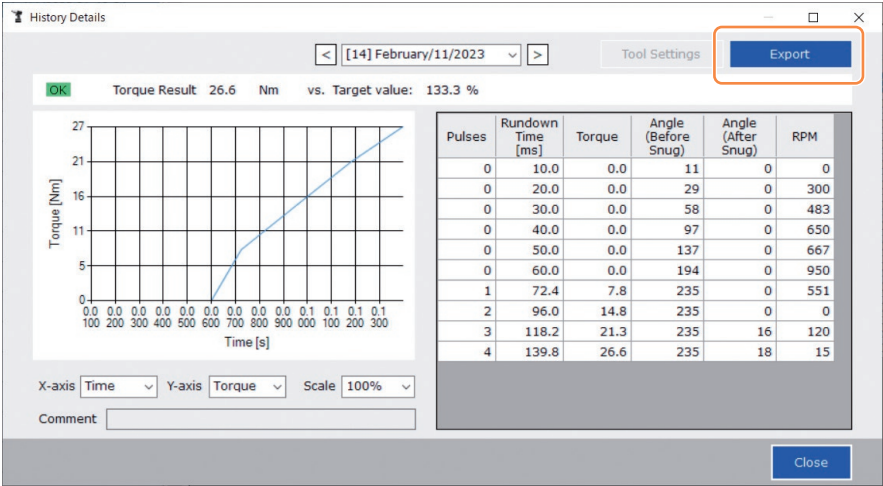 History Details
< [14] February/11/2023 >
Tool Settings
Export
OK Torque Result 26.6 Nm vs. Target value: 133.3 %
27
21
16
11
5
0
Torque [Nm]
0.0 0.0 0.0 0.0 0.0 0.0 0.0 0.0 0.0 0.1 0.1 0.1 0.1
100 200 300 400 500 600 700 800 900 000 100 200 300
Time [s]
Pulses Rundown Time [ms] Torque Angle (Before Snug) Angle (After Snug) RPM
0 10.0 0.0 11 0 0
0 20.0 0.0 29 0 300
0 30.0 0.0 58 0 483
0 40.0 0.0 97 0 650
0 50.0 0.0 137 0 667
0 60.0 0.0 194 0 950
1 72.4 7.8 235 0 551
2 96.0 14.8 235 0 0
3 118.2 21.3 235 16 120
4 139.8 26.6 235 18 15
X-axis Time Y-axis Torque Scale 100%
Comment
Close